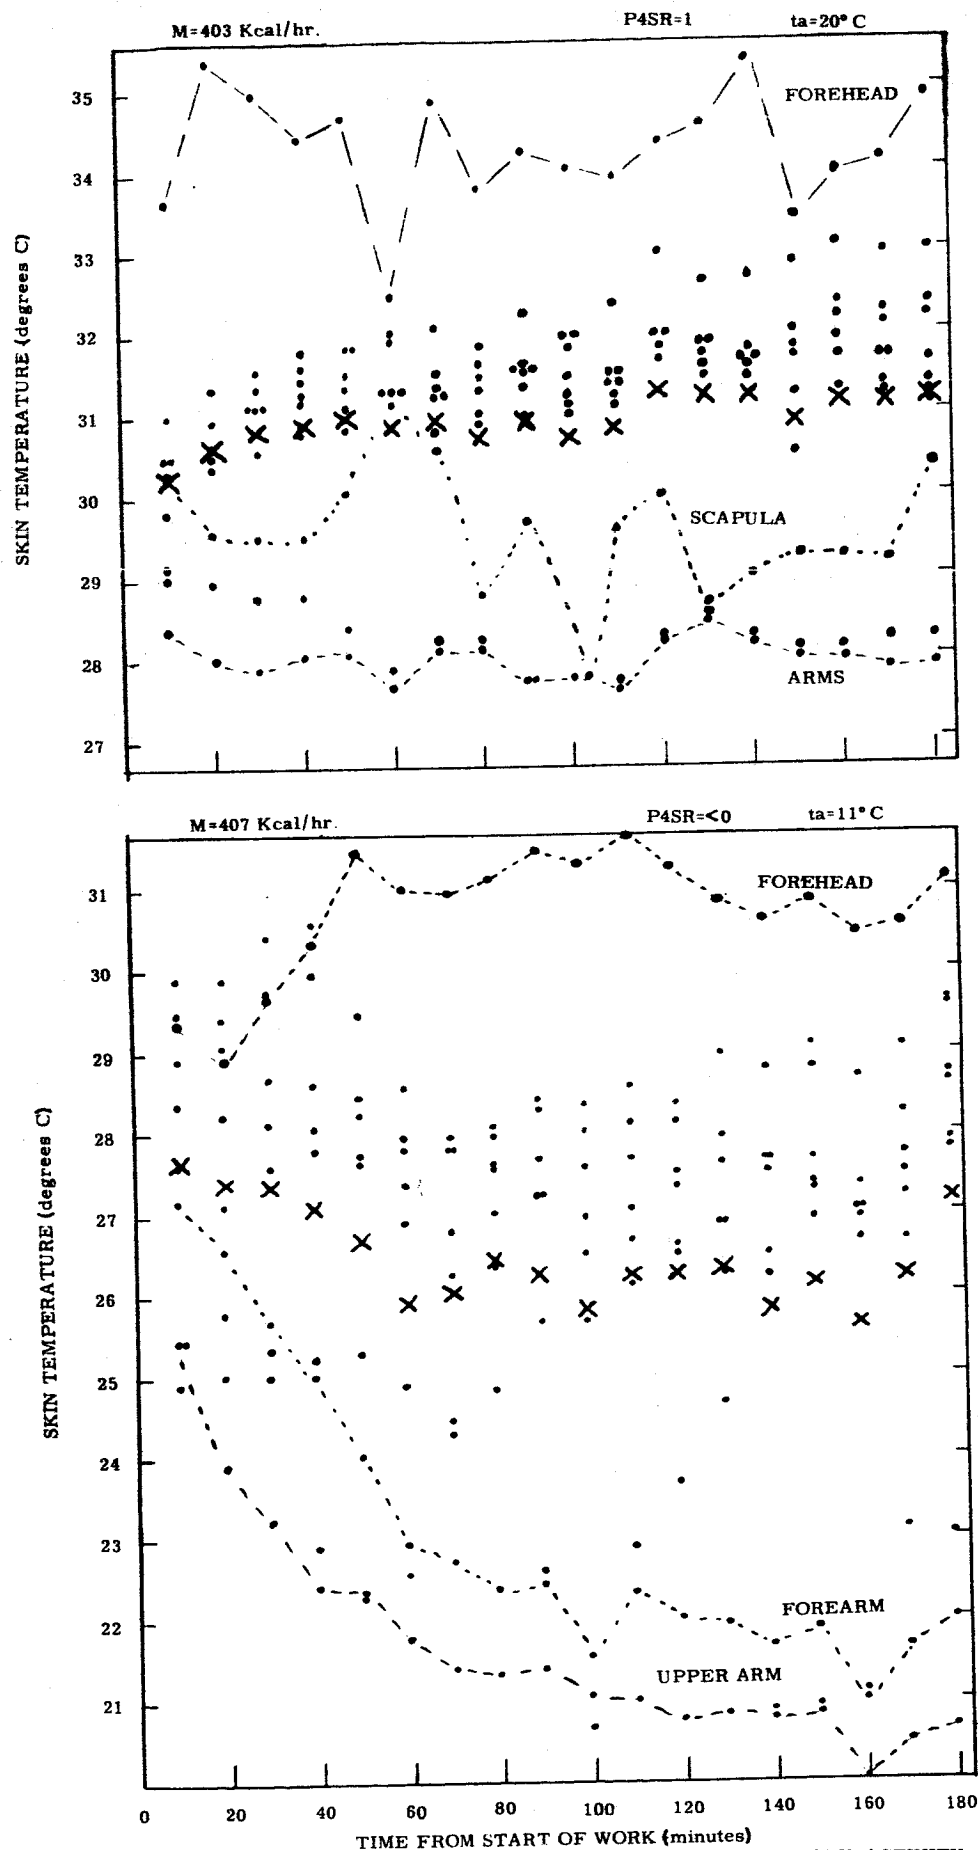 M=403 Kcal/hr. P4SR=1 ta=20° C
35
34
33
32
31
30
29
28
27
SKIN TEMPERATURE (degrees C)
FOREHEAD
SCAPULA
ARMS
M=407 Kcal/hr. P4SR=<0 ta=11° C
31
30
29
28
27
26
25
24
23
22
21
SKIN TEMPERATURE (degrees C)
FOREHEAD
FOREARM
UPPER ARM
0 20 40 60 80 100 120 140 160 180
TIME FROM START OF WORK (minutes)